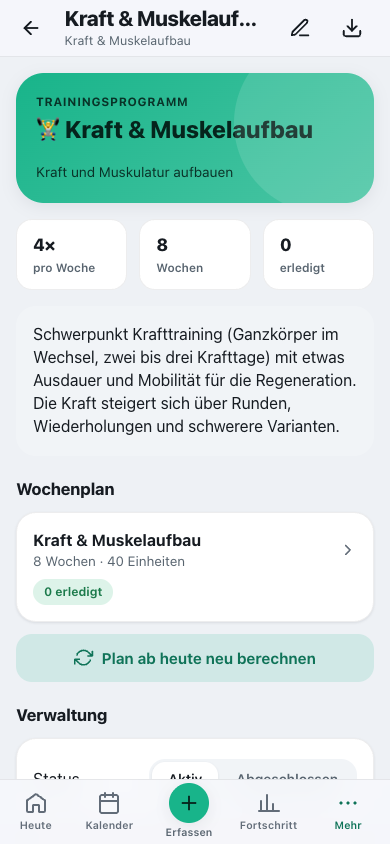 Kraft & Muskelauf...
Kraft & Muskelaufbau
TRAININGSPROGRAMM
Kraft & Muskelaufbau
Kraft und Muskulatur aufbauen
4×
pro Woche
8
Wochen
0
erledigt
Schwerpunkt Krafttraining (Ganzkörper im
Wechsel, zwei bis drei Krafttage) mit etwas
Ausdauer und Mobilität für die Regeneration.
Die Kraft steigert sich über Runden,
Wiederholungen und schwerere Varianten.
Wochenplan
Kraft & Muskelaufbau
8 Wochen · 40 Einheiten
0 erledigt
Plan ab heute neu berechnen
Verwaltung
Status Aktiv Abgeschlossen
Heute Kalender Erfassen Fortschritt Mehr